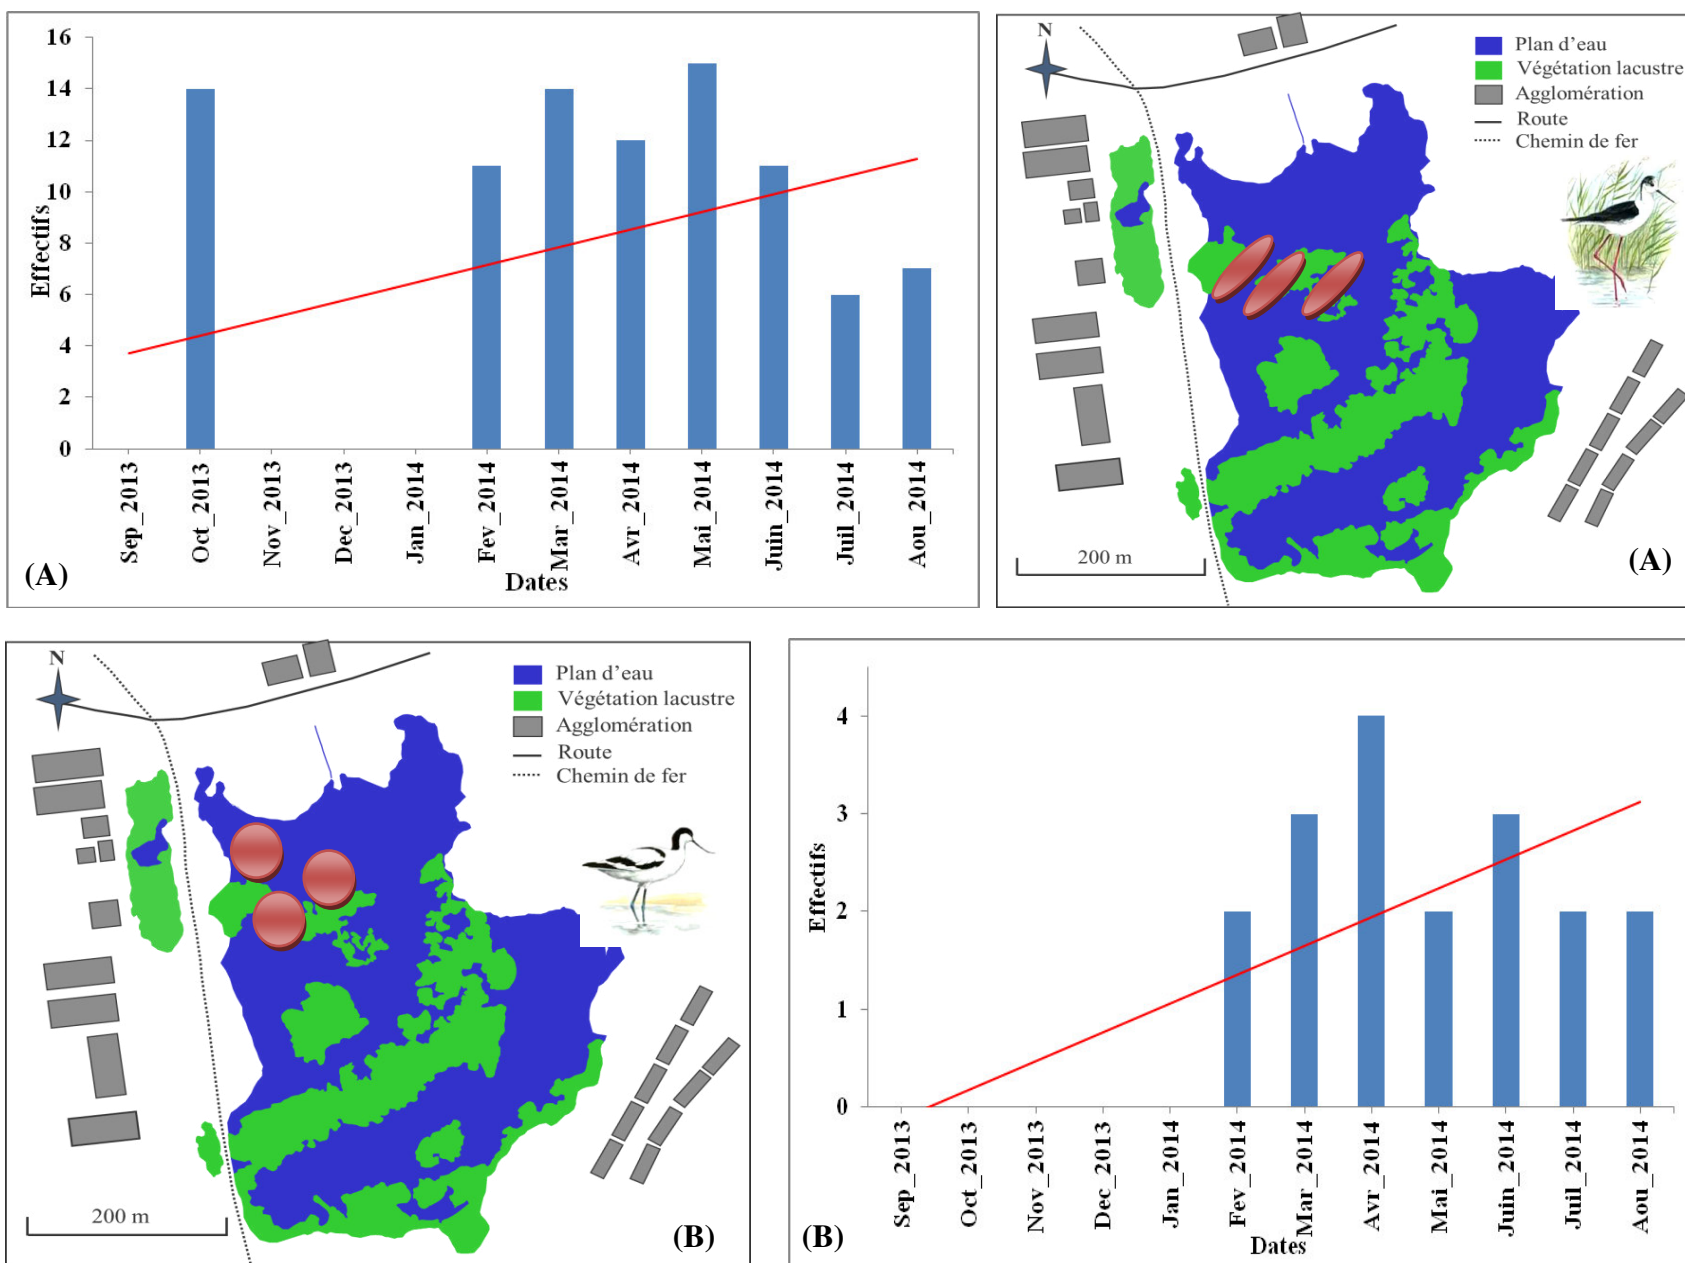 16
14
12
10
8
6
4
2
0
Effectifs
Sep_2013
Oct_2013
Nov_2013
Dec_2013
Jan_2014
Fev_2014
Mar_2014
Avr_2014
Mai_2014
Juin_2014
Juil_2014
Aou_2014
Dates
(A)
N
Plan d'eau
Végétation lacustre
Agglomération
Route
Chemin de fer
200 m
(A)
N
Plan d'eau
Végétation lacustre
Agglomération
Route
Chemin de fer
200 m
(B)
4
3
2
1
0
Effectifs
Sep_2013
Oct_2013
Nov_2013
Dec_2013
Jan_2014
Fev_2014
Mar_2014
Avr_2014
Mai_2014
Juin_2014
Juil_2014
Aou_2014
Dates
(B)